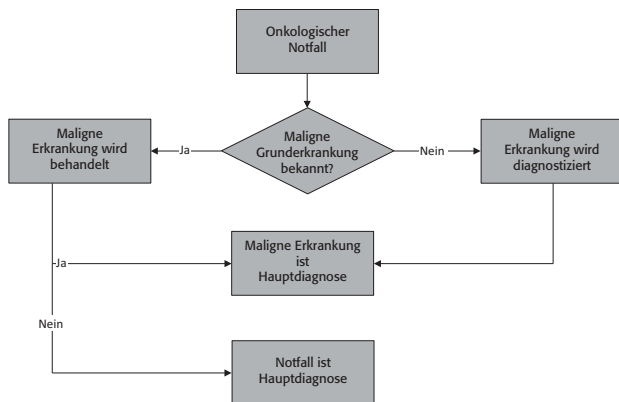 Onkologischer
Notfall
Maligne
Erkrankung wird
behandelt
Ja
Maligne
Grunderkrankung
bekannt?
Nein
Maligne
Erkrankung wird
diagnostiziert
Ja
Maligne Erkrankung
ist
Hauptdiagnose
Nein
Notfall ist
Hauptdiagnose